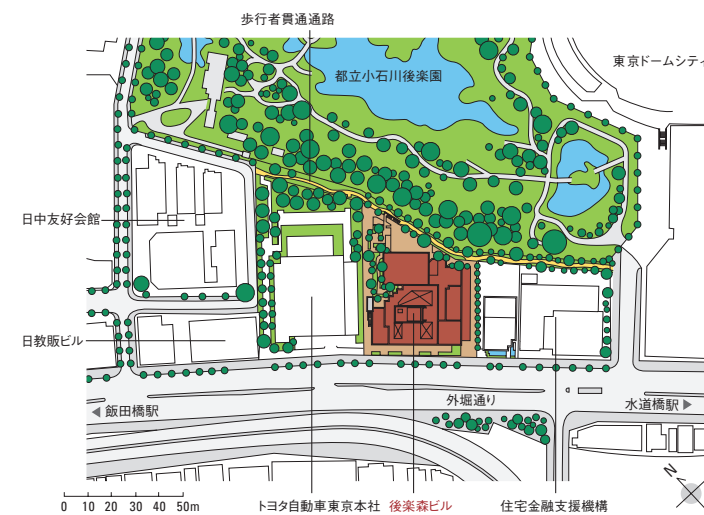 歩行者貫通通路
東京ドームシティ
都立小石川後楽園
日中友好会館
日教販ビル
外堀通り
◀飯田橋駅
水道橋駅▶
0 10 20 30 40 50m
トヨタ自動車東京本社
後楽森ビル
住宅金融支援機構
N